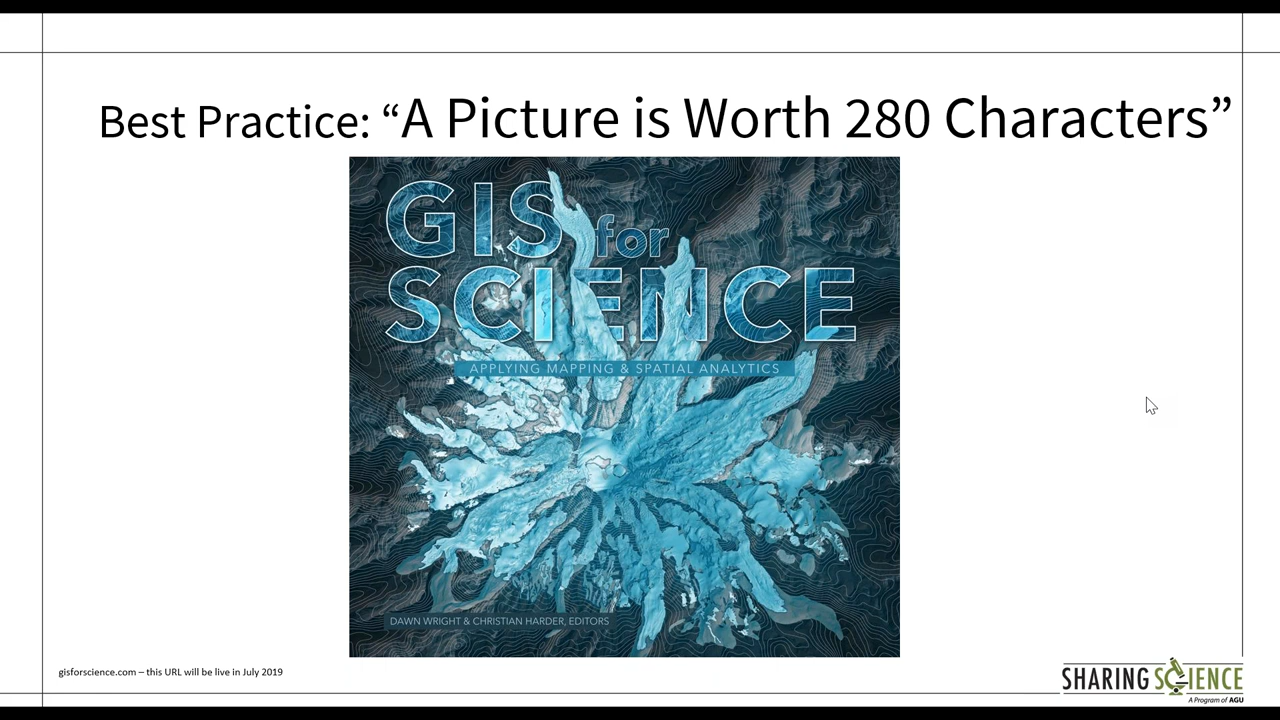 Best Practice: “A Picture is Worth 280 Characters”
GIS for
SCIENCE
APPLYING MAPPING & SPATIAL ANALYTICS
DAWN WRIGHT & CHRISTIAN HARDER, EDITORS
gisforscience.com – this URL will be live in July 2019
SHARING SCIENCE
A Program of AGU